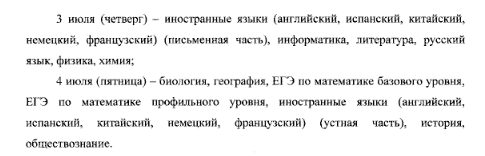 3 июля (четверг) – иностранные языки (английский, испанский, китайский,
немецкий, французский) (письменная часть), информатика, литература, русский
язык, физика, химия;
4 июля (пятница) – биология, география, ЕГЭ по математике базового уровня,
ЕГЭ по математике профильного уровня, иностранные языки (английский,
испанский, китайский, немецкий, французский) (устная часть), история,
обществознание.